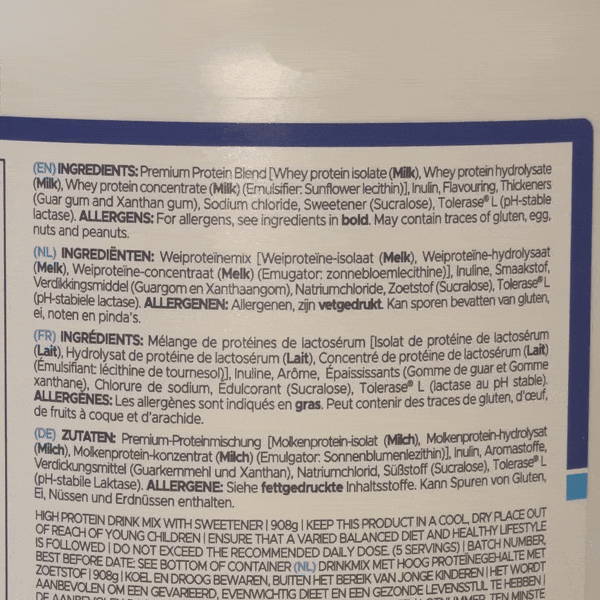 (EN) INGREDIENTS: Premium Protein Blend [Whey protein isolate (Milk), Whey protein hydrolysate
(Milk), Whey protein concentrate (Milk) (Emulsifier: Sunflower lecithin)], Inulin, Flavouring, Thickeners
(Guar gum and Xanthan gum), Sodium chloride, Sweetener (Sucralose), Tolerase® L (pH-stable
lactase). ALLERGENS: For allergens, see ingredients in bold. May contain traces of gluten, egg,
nuts and peanuts.
(NL) INGREDIËNTEN: Weiproteïnemix [Weiproteïne-isolaat (Melk), Weiproteïne-hydrolysaat
(Melk), Weiproteïne-concentraat (Melk) (Emugator: zonnebloemlecithine)], Inuline, Smaakstof,
Verdikkingsmiddel (Guargom en Xanthaangom), Natriumchloride, Zoetstof (Sucralose), Tolerase® L
(pH-stabiele lactase). ALLERGENEN: Allergenen, zijn vetgedrukt. Kan sporen bevatten van gluten,
ei, noten en pinda's.
(FR) INGRÉDIENTS: Mélange de protéines de lactosérum [Isolat de protéine de lactosérum
(Lait), Hydrolysat de protéine de lactosérum (Lait), Concentré de protéine de lactosérum (Lait)
(Émulsifiant: lécithine de tournesol)], Inuline, Arôme, Épaississants (Gomme de guar et Gomme
xanthane), Chlorure de sodium, Édulcorant (Sucralose), Tolerase® L (lactase au pH stable).
ALLERGÈNES: Les allergènes sont indiqués en gras. Peut contenir des traces de gluten, d'œuf,
de fruits à coque et d'arachide.
(DE) ZUTATEN: Premium-Proteinmischung [Molkenprotein-isolat (Milch), Molkenprotein-hydrolysat
(Milch), Molkenprotein-konzentrat (Milch) (Emulgator: Sonnenblumenlezithin)], Inulin, Aromastoffe,
Verdickungsmittel (Guarkernmehl und Xanthan), Natriumchlorid, Süßstoff (Sucralose), Tolerase® L
(pH-stabile Laktase). ALLERGENE: Siehe fettgedruckte Inhaltsstoffe. Kann Spuren von Gluten,
Ei, Nüssen und Erdnüssen enthalten.
HIGH PROTEIN DRINK MIX WITH SWEETENER | 908g | KEEP THIS PRODUCT IN A COOL, DRY PLACE OUT
OF REACH OF YOUNG CHILDREN | ENSURE THAT A VARIED BALANCED DIET AND HEALTHY LIFESTYLE
IS FOLLOWED | DO NOT EXCEED THE RECOMMENDED DAILY DOSE. (5 SERVINGS) | BATCH NUMBER,
BEST BEFORE DATE: SEE BOTTOM OF CONTAINER (NL) DRINKMIX MET HOOG PROTEÏNEGEHALTE MET
ZOETSTOF | 908g | KOEL EN DROOG BEWAREN, BUITEN HET BEREIK VAN JONGE KINDEREN | HET WORDT
AANBEVOLEN OM EEN GEVARIEERD, EVENWICHTIG DIEET EN EEN GEZONDE LEVENSSTIJL TE HEBBEN |
DE AANBEVOLEN TEN MINSTE